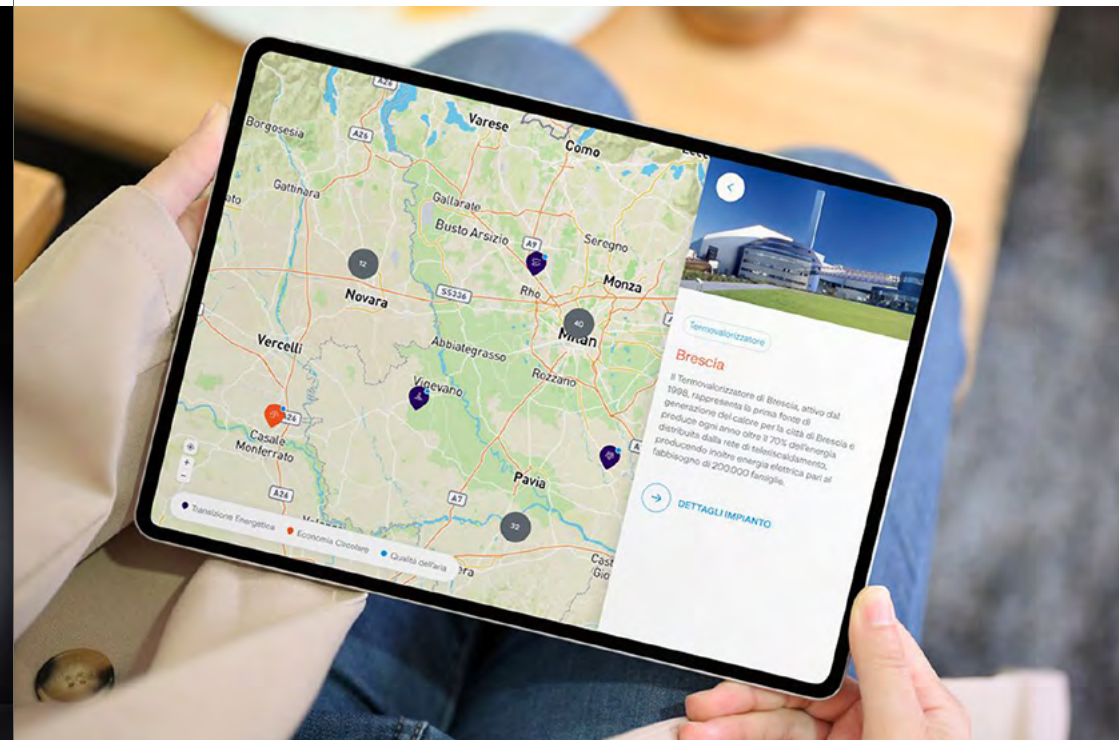 A26
Varese
Como
Borgosesia
A26
Gattinara
Gallarate
Busto Arsizio
A9
Seregno
12
Novara
SS336
Rho
Monza
40
Milan
Vercelli
Abbiategrasso
Rozzano
Vigevano
A26
Casale
Monferrato
+
−
Pavia
A26
A7
32
Transizione Energetica
Economia Circolare
Qualità dell'aria
Termovalorizzatore
Brescia
Il Termovalorizzatore di Brescia, attivo dal
1998, rappresenta la prima fonte di
generazione del calore per la città di Brescia e
produce ogni anno oltre il 70% dell'energia
distribuita dalla rete di teleriscaldamento,
producendo inoltre energia elettrica pari al
fabbisogno di 200.000 famiglie.
DETTAGLI IMPIANTO